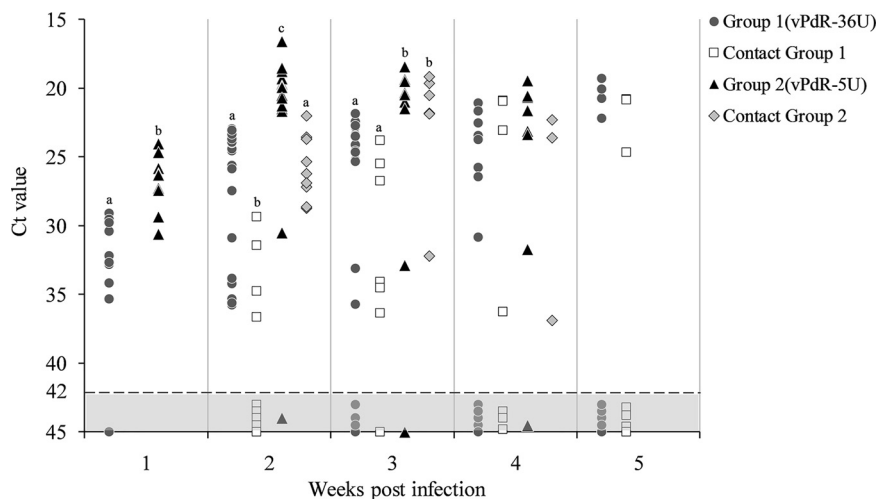 15
20
25
30
35
40
42
45
Ct value
a
b
a
b
c
a
a
a
b
b
1
2
3
4
5
Weeks post infection
Group 1(vPdR-36U)
Contact Group 1
Group 2(vPdR-5U)
Contact Group 2